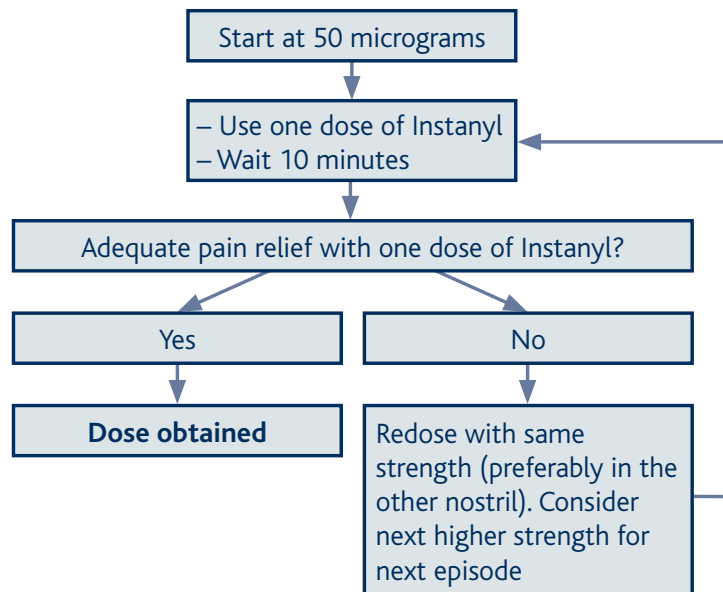 Start at 50 micrograms
– Use one dose of Instanyl
– Wait 10 minutes
Adequate pain relief with one dose of Instanyl?
Yes
No
Dose obtained
Redose with same
strength (preferably in the
other nostril). Consider
next higher strength for
next episode